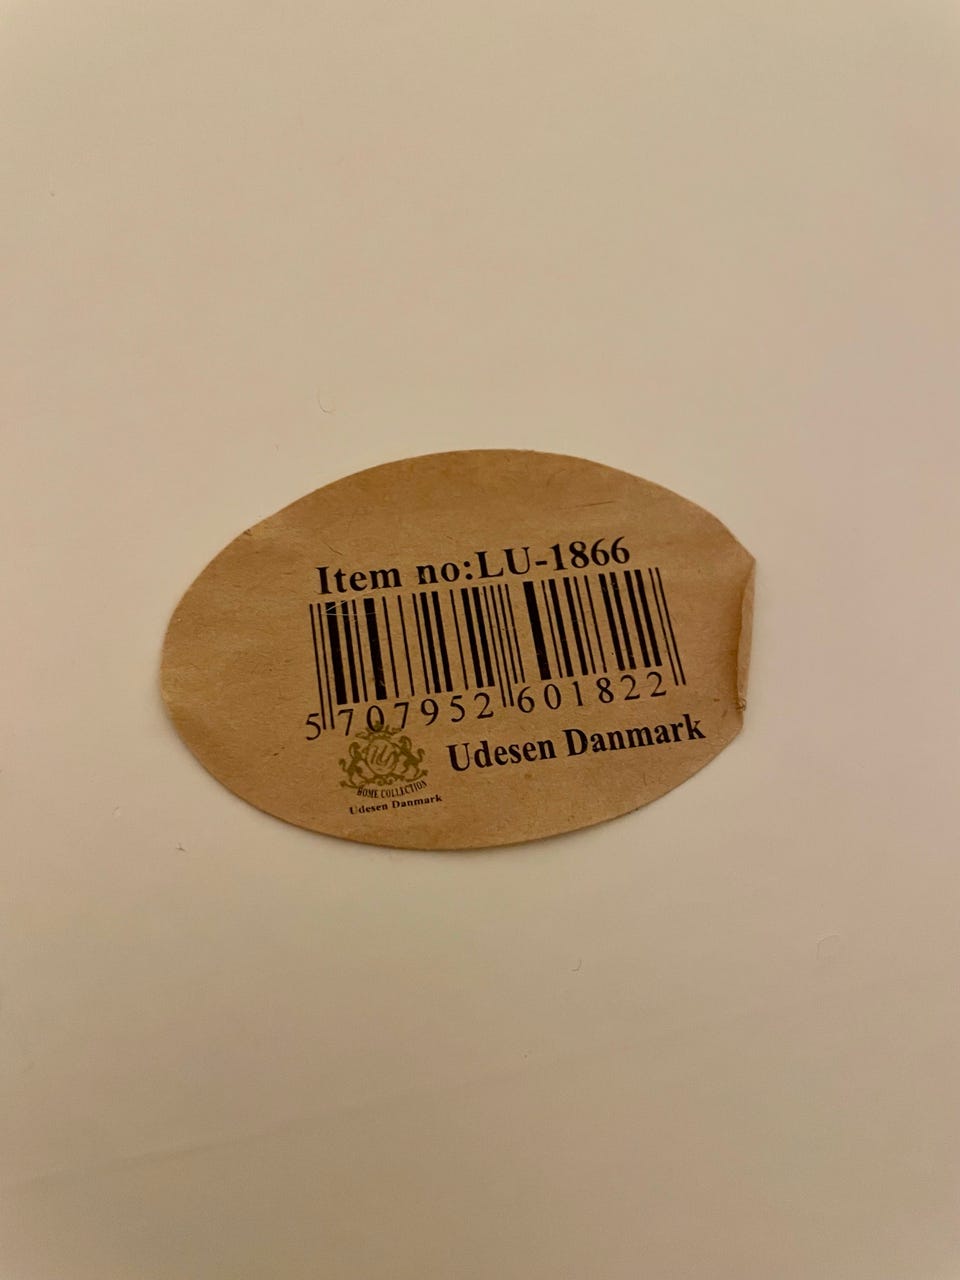 Item no:LU-1866
5 707952 601822
Udesen Danmark
HOME COLLECTION
Udesen Danmark